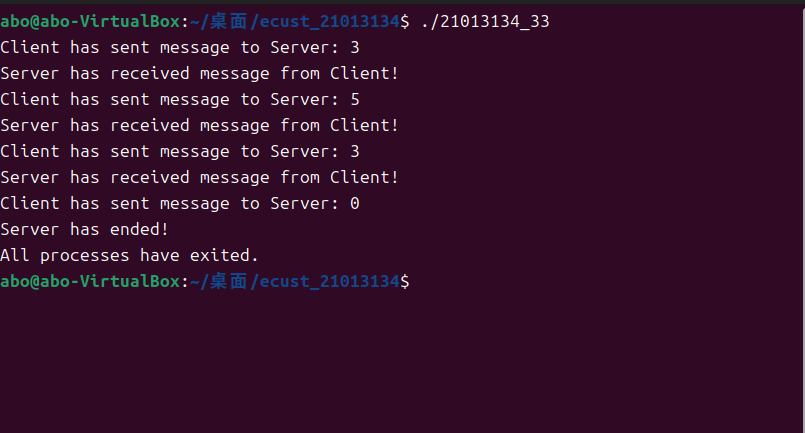 abo@abo-VirtualBox:~/桌面/ecust_21013134$ ./21013134_33
Client has sent message to Server: 3
Server has received message from Client!
Client has sent message to Server: 5
Server has received message from Client!
Client has sent message to Server: 3
Server has received message from Client!
Client has sent message to Server: 0
Server has ended!
All processes have exited.
abo@abo-VirtualBox:~/桌面/ecust_21013134$